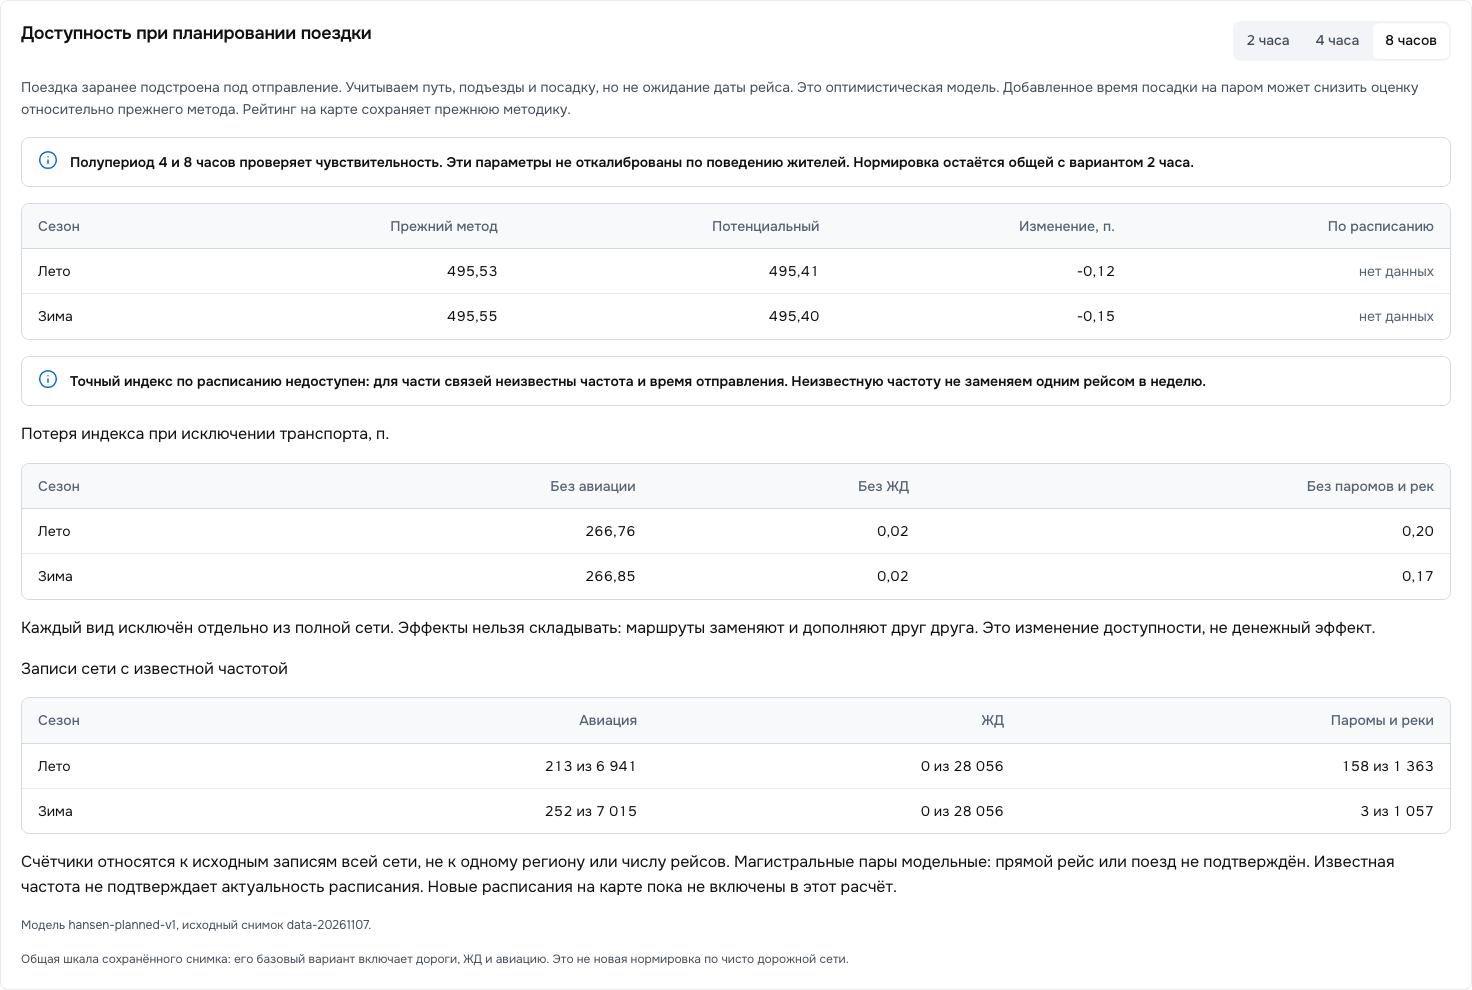 Доступность при планировании поездки
2 часа 4 часа 8 часов
Поездка заранее подстроена под отправление. Учитываем путь, подъезды и посадку, но не ожидание даты рейса. Это оптимистическая модель. Добавленное время посадки на паром может снизить оценку
относительно прежнего метода. Рейтинг на карте сохраняет прежнюю методику.
Полупериод 4 и 8 часов проверяет чувствительность. Эти параметры не откалиброваны по поведению жителей. Нормировка остаётся общей с вариантом 2 часа.
Сезон Прежний метод Потенциальный Изменение, п. По расписанию
Лето 495,53 495,41 -0,12 нет данных
Зима 495,55 495,40 -0,15 нет данных
Точный индекс по расписанию недоступен: для части связей неизвестны частота и время отправления. Неизвестную частоту не заменяем одним рейсом в неделю.
Потеря индекса при исключении транспорта, п.
Сезон Без авиации Без ЖД Без паромов и рек
Лето 266,76 0,02 0,20
Зима 266,85 0,02 0,17
Каждый вид исключён отдельно из полной сети. Эффекты нельзя складывать: маршруты заменяют и дополняют друг друга. Это изменение доступности, не денежный эффект.
Записи сети с известной частотой
Сезон Авиация ЖД Паромы и реки
Лето 213 из 6 941 0 из 28 056 158 из 1 363
Зима 252 из 7 015 0 из 28 056 3 из 1 057
Счётчики относятся к исходным записям всей сети, не к одному региону или числу рейсов. Магистральные пары модельные: прямой рейс или поезд не подтверждён. Известная
частота не подтверждает актуальность расписания. Новые расписания на карте пока не включены в этот расчёт.
Модель hansen-planned-v1, исходный снимок data-20261107.
Общая шкала сохранённого снимка: его базовый вариант включает дороги, ЖД и авиацию. Это не новая нормировка по чисто дорожной сети.